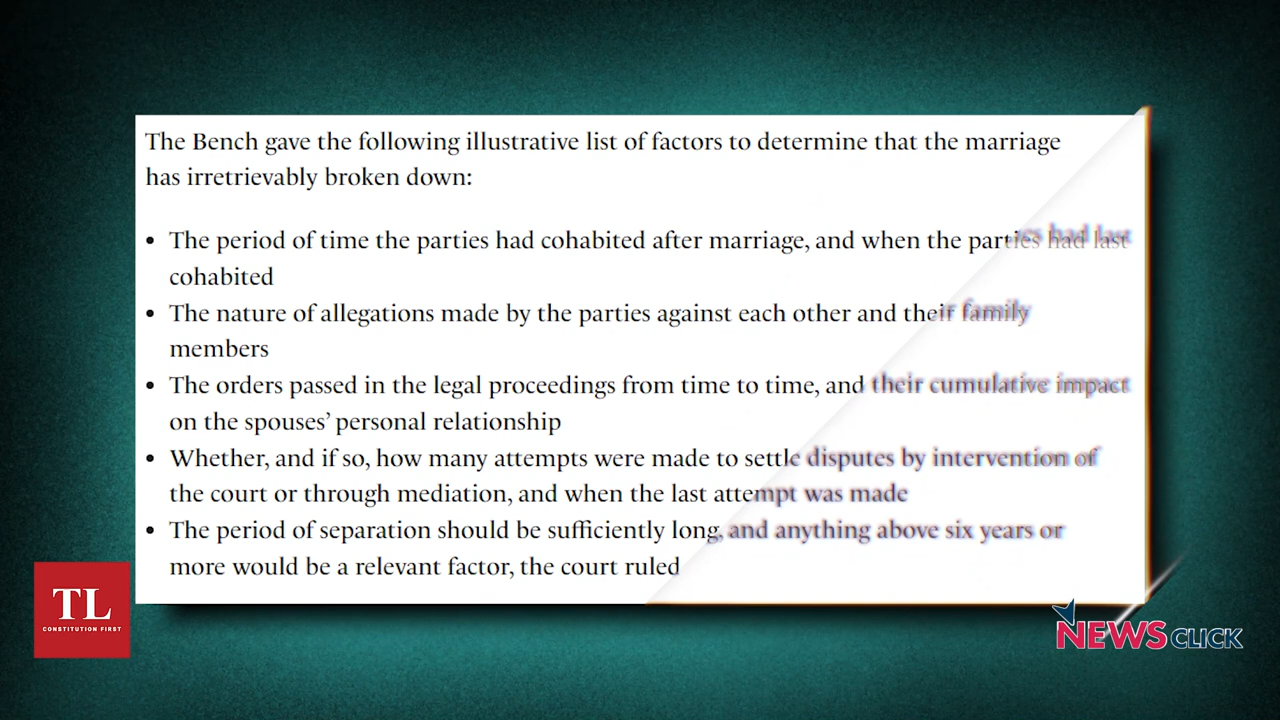 The Bench gave the following illustrative list of factors to determine that the marriage
has irretrievably broken down:
• The period of time the parties had cohabited after marriage, and when the parties had last
cohabited
• The nature of allegations made by the parties against each other and their family
members
• The orders passed in the legal proceedings from time to time, and their cumulative impact
on the spouses’ personal relationship
• Whether, and if so, how many attempts were made to settle disputes by intervention of
the court or through mediation, and when the last attempt was made
• The period of separation should be sufficiently long, and anything above six years or
more would be a relevant factor, the court ruled
TL
CONSTITUTION FIRST
NEWSCLICK